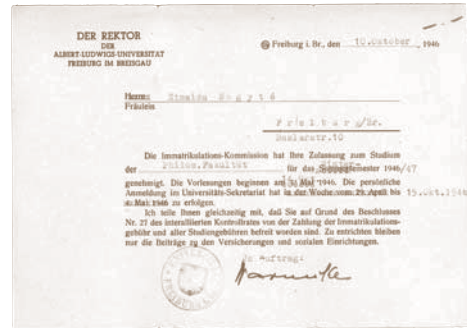 DER REKTOR
DER
ALBERT-LUDWIGS-UNIVERSITÄT
FREIBURG IM BREISGAU
Freiburg i. Br., den 10.Oktober 1946
Herrn
Fräulein
Freiburg/Br.
Baslerstr.10
Die Immatrikulations-Kommission hat Ihre Zulassung zum Studium
der Philos.Fakultät für das Winter-semester 1946/47
genehmigt. Die Vorlesungen beginnen am Mai 1946. Die persönliche
Anmeldung im Universitäts-Sekretariat hat in der Woche vom 29. April bis 15.Okt.1946
Mai 1946 zu erfolgen.
Ich teile Ihnen gleichzeitig mit, daß Sie auf Grund des Beschlusses
Nr. 27 des interalliierten Kontrollrates von der Zahlung der Immatrikulations-
gebühr und aller Studiengebühren befreit worden sind. Zu entrichten bleiben
nur die Beiträge zu den Versicherungen und sozialen Einrichtungen.
Im Auftrag: